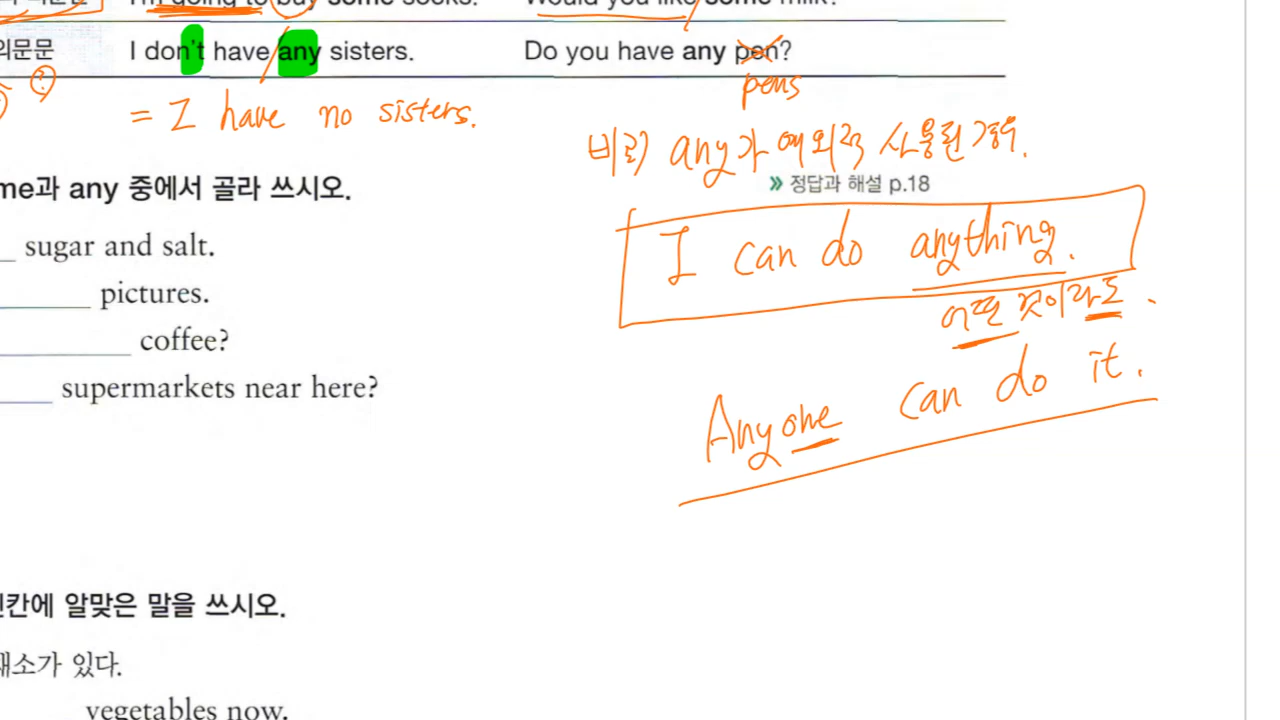 I'm going to buy some socks. Would you like some milk?
의문문 I don't have any sisters. Do you have any pen?
pens
= I have no sisters.
비고) any가 예외적 사용된 경우.
me과 any 중에서 골라 쓰시오.
» 정답과 해설 p.18
sugar and salt.
I can do anything.
pictures.
어떤 것이라도.
coffee?
supermarkets near here?
Anyone can do it.
빈칸에 알맞은 말을 쓰시오.
채소가 있다.
vegetables now.